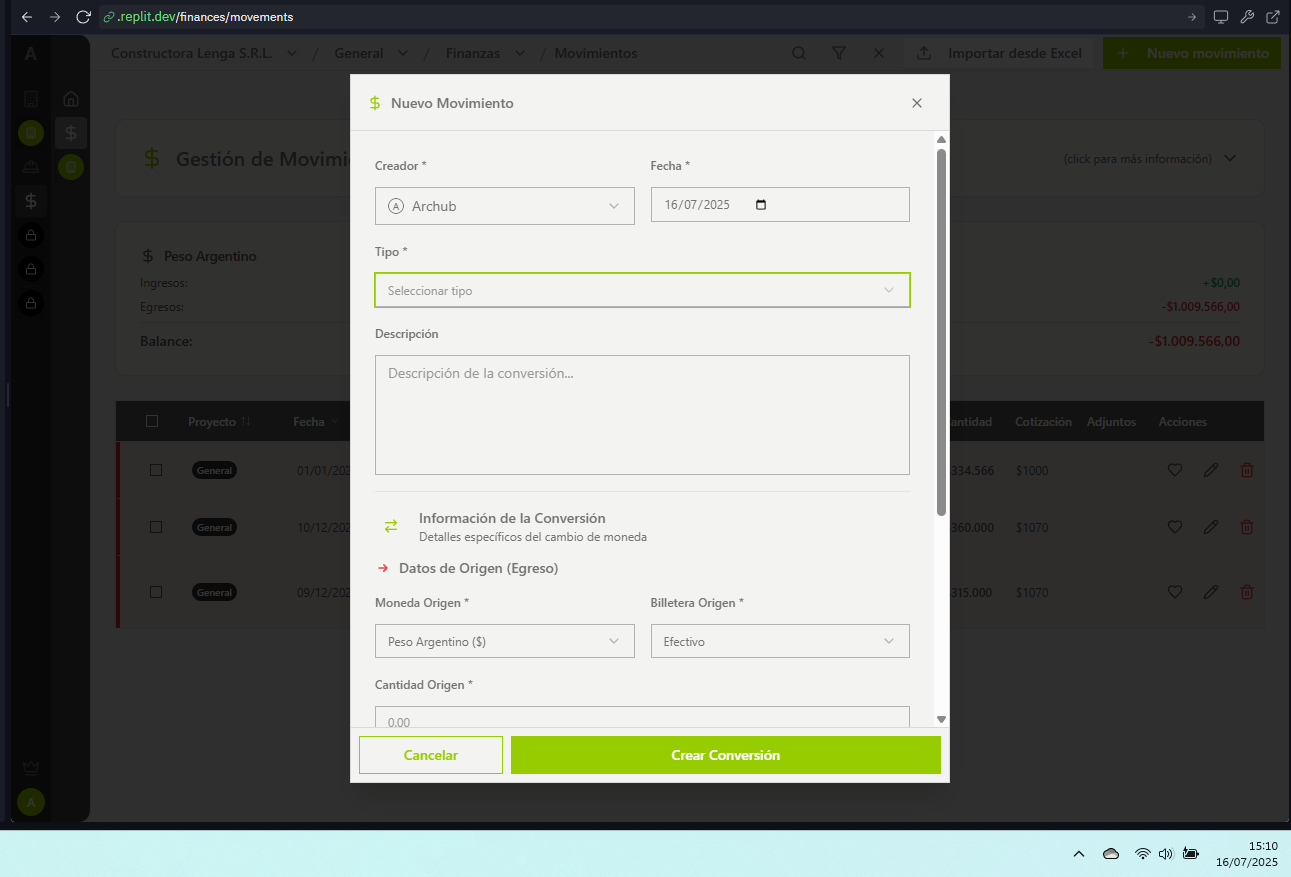 .replit.dev/finances/movements
A
Constructora Lenga S.R.L. / General / Finanzas / Movimientos
Importar desde Excel
+ Nuevo movimiento
$ Nuevo Movimiento
$ Gestión de Movimi
(click para más información)
Creador * Fecha *
A Archub 16/07/2025
Tipo *
Seleccionar tipo
$ Peso Argentino
Ingresos: +$0,00
Egresos: -$1.009.566,00
Balance: -$1.009.566,00
Descripción
Descripción de la conversión...
Proyecto Fecha antidad Cotización Adjuntos Acciones
General 01/01/202 334.566 $1000
General 10/12/202 360.000 $1070
General 09/12/202 315.000 $1070
Información de la Conversión
Detalles específicos del cambio de moneda
Datos de Origen (Egreso)
Moneda Origen * Billetera Origen *
Peso Argentino ($) Efectivo
Cantidad Origen *
0.00
Cancelar Crear Conversión
A
15:10
16/07/2025